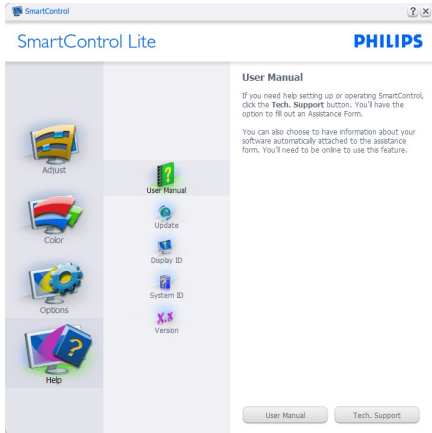 SmartControl
SmartControl Lite
PHILIPS
Adjust
Color
Options
Help
User Manual
Update
Display ID
System ID
X.X
Version
User Manual
If you need help setting up or operating SmartControl,
click the Tech. Support button. You'll have the
option to fill out an Assistance Form.
You can also choose to have information about your
software automatically attached to the assistance
form. You'll need to be online to use this feature.
User Manual
Tech. Support